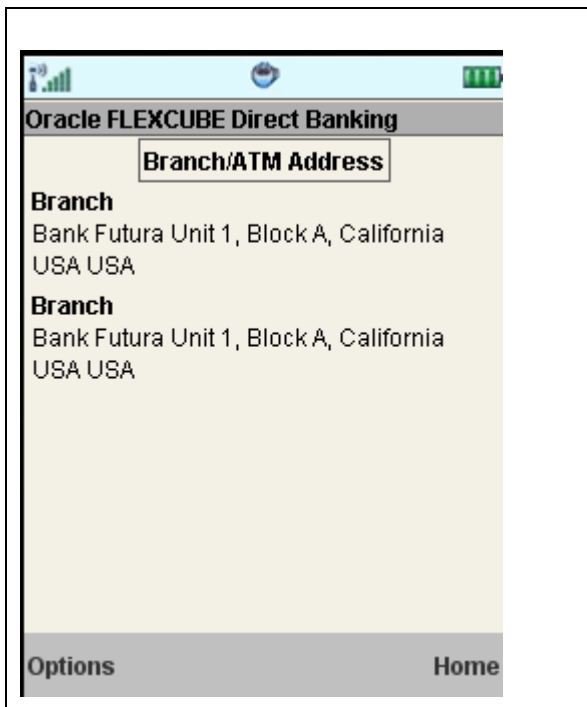 Oracle FLEXCUBE Direct Banking
Branch/ATM Address
Branch
Bank Futura Unit 1, Block A, California
USA USA
Branch
Bank Futura Unit 1, Block A, California
USA USA
Options Home